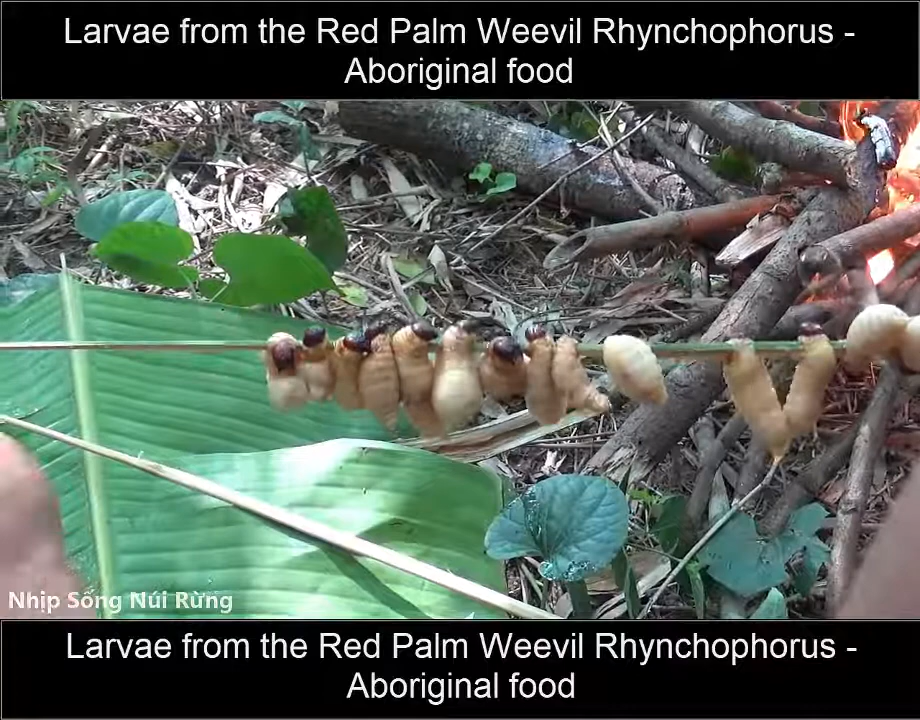 Larvae from the Red Palm Weevil Rhynchophorus -
Aboriginal food
Nhịp Sống Núi Rừng
Larvae from the Red Palm Weevil Rhynchophorus -
Aboriginal food